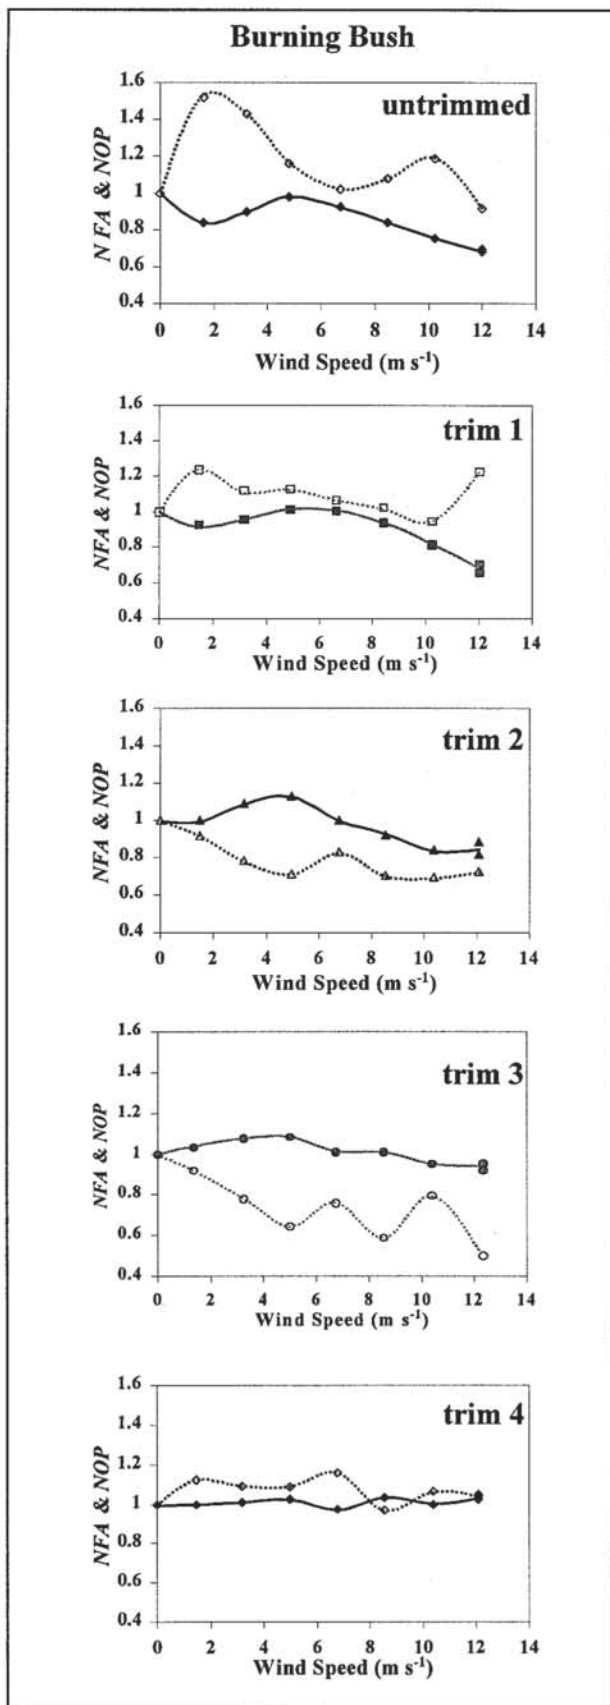 Burning Bush
untrimmed
NFA & NOP
1.6
1.4
1.2
1
0.8
0.6
0.4
0 2 4 6 8 10 12 14
Wind Speed (m s⁻¹)
trim 1
NFA & NOP
1.6
1.4
1.2
1
0.8
0.6
0.4
0 2 4 6 8 10 12 14
Wind Speed (m s⁻¹)
trim 2
NFA & NOP
1.6
1.4
1.2
1
0.8
0.6
0.4
0 2 4 6 8 10 12 14
Wind Speed (m s⁻¹)
trim 3
NFA & NOP
1.6
1.4
1.2
1
0.8
0.6
0.4
0 2 4 6 8 10 12 14
Wind Speed (m s⁻¹)
trim 4
NFA & NOP
1.6
1.4
1.2
1
0.8
0.6
0.4
0 2 4 6 8 10 12 14
Wind Speed (m s⁻¹)